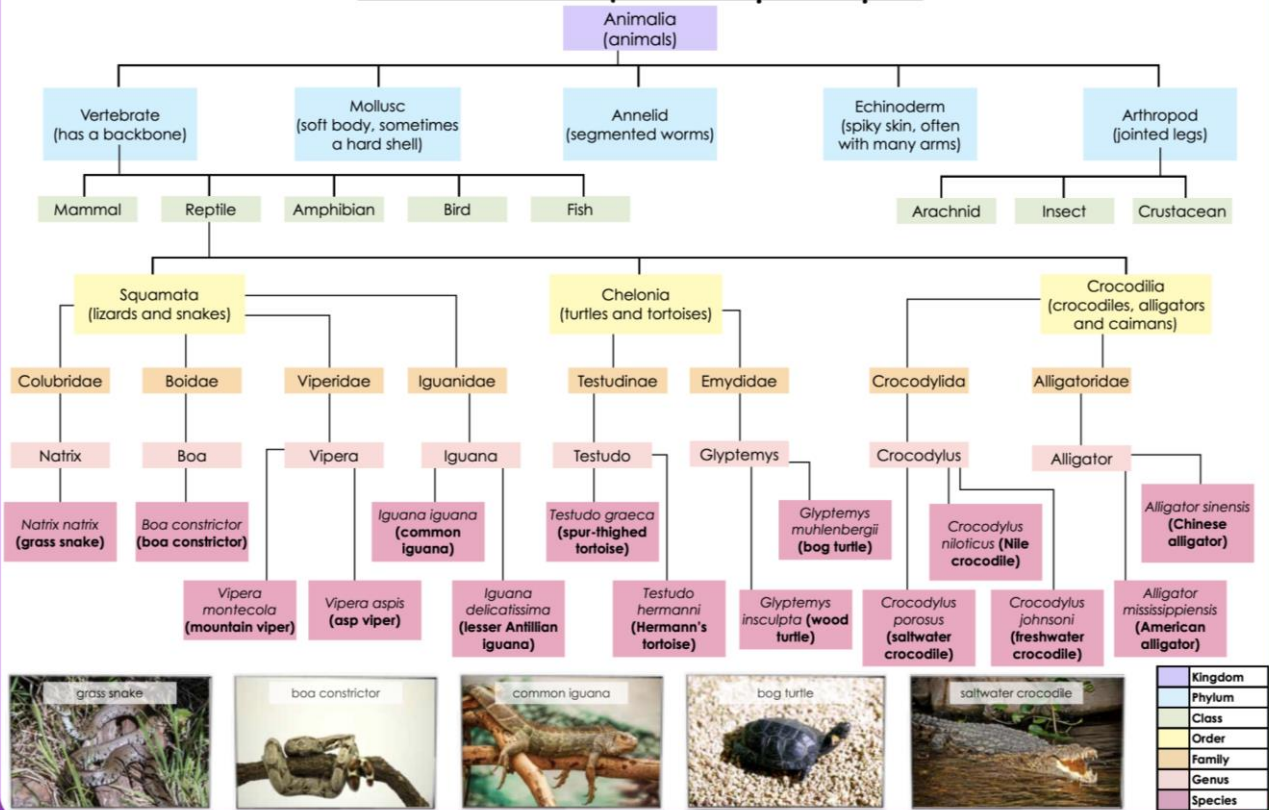 Animalia
(animals)
Vertebrate
(has a backbone)
Mollusc
(soft body, sometimes
a hard shell)
Annelid
(segmented worms)
Echinoderm
(spiky skin, often
with many arms)
Arthropod
(jointed legs)
Mammal
Reptile
Amphibian
Bird
Fish
Arachnid
Insect
Crustacean
Squamata
(lizards and snakes)
Chelonia
(turtles and tortoises)
Crocodilia
(crocodiles, alligators
and caimans)
Colubridae
Boidae
Viperidae
Iguanidae
Testudinae
Emydidae
Crocodylida
Alligatoridae
Natrix
Boa
Vipera
Iguana
Testudo
Glyptemys
Crocodylus
Alligator
Natrix natrix
(grass snake)
Boa constrictor
(boa constrictor)
Iguana iguana
(common
iguana)
Testudo graeca
(spur-thighed
tortoise)
Glyptemys
muhlenbergii
(bog turtle)
Crocodylus
niloticus (Nile
crocodile)
Alligator sinensis
(Chinese
alligator)
Vipera
montecola
(mountain viper)
Vipera aspis
(asp viper)
Iguana
delicatissima
(lesser Antillian
iguana)
Testudo
hermanni
(Hermann's
tortoise)
Glyptemys
insculpta (wood
turtle)
Crocodylus
porosus
(saltwater
crocodile)
Crocodylus
johnsoni
(freshwater
crocodile)
Alligator
mississippiensis
(American
alligator)
grass snake
boa constrictor
common iguana
bog turtle
saltwater crocodile
Kingdom
Phylum
Class
Order
Family
Genus
Species